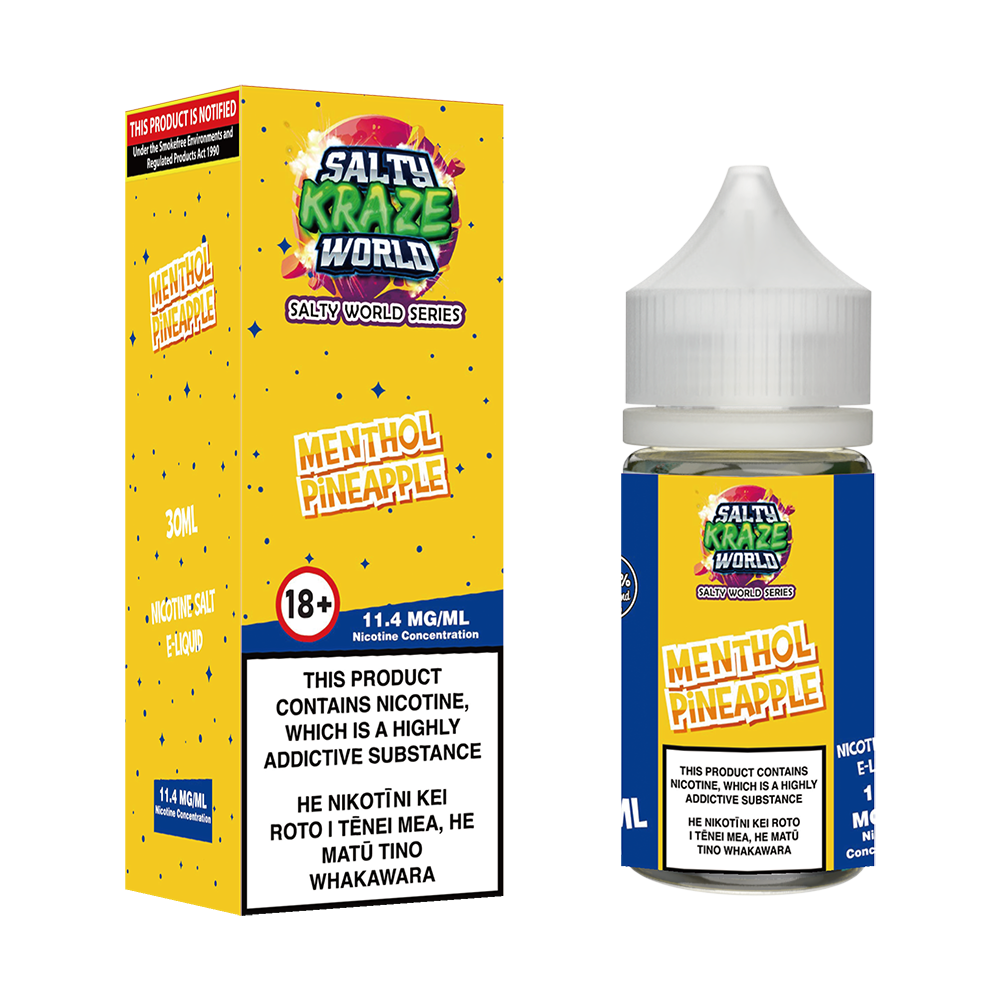 THIS PRODUCT IS NOTIFIED
Under the Smokefree Environments and
Regulated Products Act 1990
MENTHOL
PiNEAPPLE
30ML
NICOTINE SALT
E-LIQUID
11.4 MG/ML
Nicotine Concentration
SALTY
KRAZE
WORLD
SALTY WORLD SERIES
MENTHOL
PiNEAPPLE
18+
11.4 MG/ML
Nicotine Concentration
THIS PRODUCT
CONTAINS NICOTINE,
WHICH IS A HIGHLY
ADDICTIVE SUBSTANCE
HE NIKOTĪNI KEI
ROTO I TĒNEI MEA, HE
MATŪ TINO
WHAKAWARA
SALTY
KRAZE
WORLD
SALTY WORLD SERIES
MENTHOL
PiNEAPPLE
THIS PRODUCT CONTAINS
NICOTINE, WHICH IS A HIGHLY
ADDICTIVE SUBSTANCE
HE NIKOTĪNI KEI ROTO
I TĒNEI MEA, HE MATŪ
TINO WHAKAWARA
ML